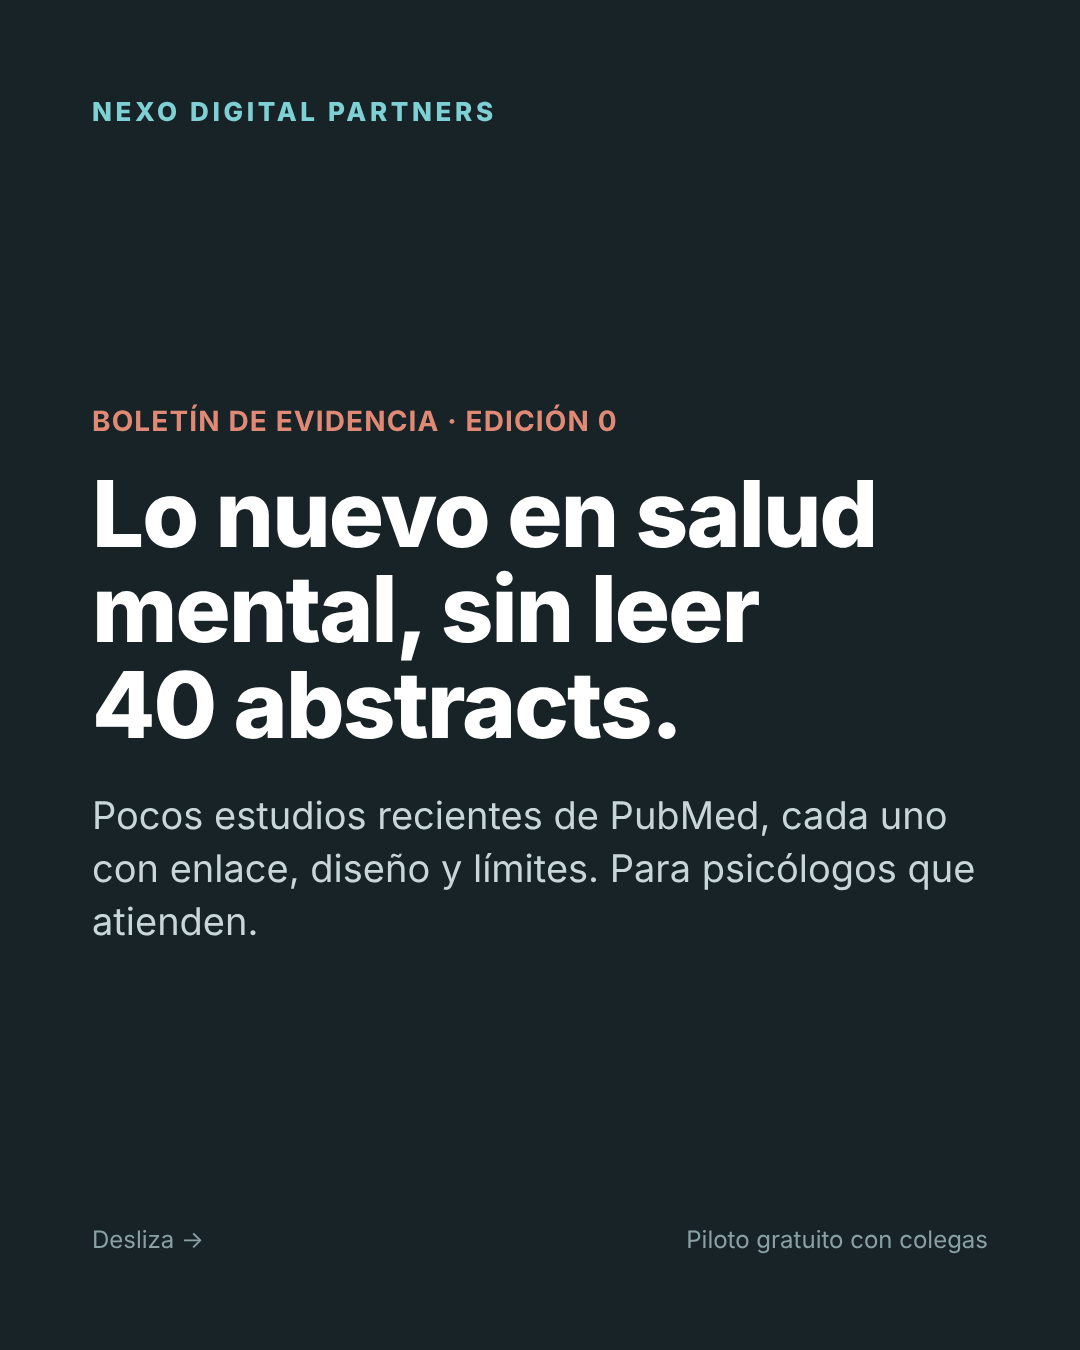 NEXO DIGITAL PARTNERS
BOLETÍN DE EVIDENCIA · EDICIÓN 0
Lo nuevo en salud
mental, sin leer
40 abstracts.
Pocos estudios recientes de PubMed, cada uno
con enlace, diseño y límites. Para psicólogos que
atienden.
Desliza →
Piloto gratuito con colegas